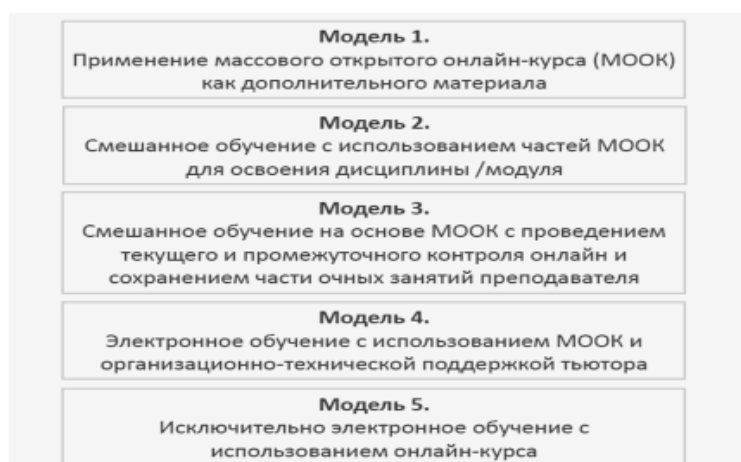 Модель 1.
Применение массового открытого онлайн-курса (МООК)
как дополнительного материала
Модель 2.
Смешанное обучение с использованием частей МООК
для освоения дисциплины /модуля
Модель 3.
Смешанное обучение на основе МООК с проведением
текущего и промежуточного контроля онлайн и
сохранением части очных занятий преподавателя
Модель 4.
Электронное обучение с использованием МООК и
организационно-технической поддержкой тьютора
Модель 5.
Исключительно электронное обучение с
использованием онлайн-курса